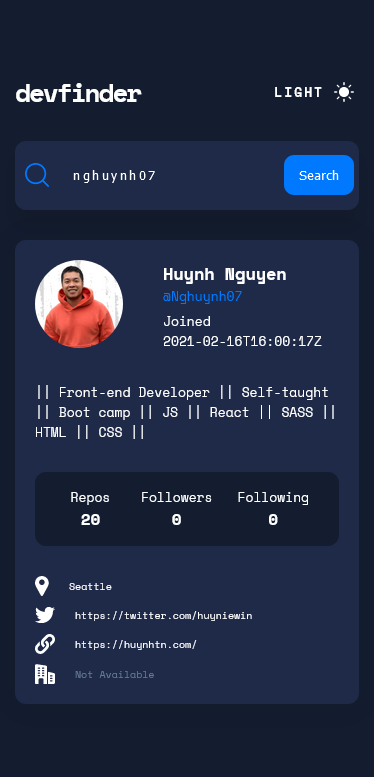 devfinder
LIGHT
nghuynh07
Search
Huynh Nguyen
@Nghuynh07
Joined
2021-02-16T16:00:17Z
|| Front-end Developer || Self-taught
|| Boot camp || JS || React || SASS ||
HTML || CSS ||
Repos Followers Following
20 0 0
Seattle
https://twitter.com/huyniewin
https://huynhtn.com/
Not Available